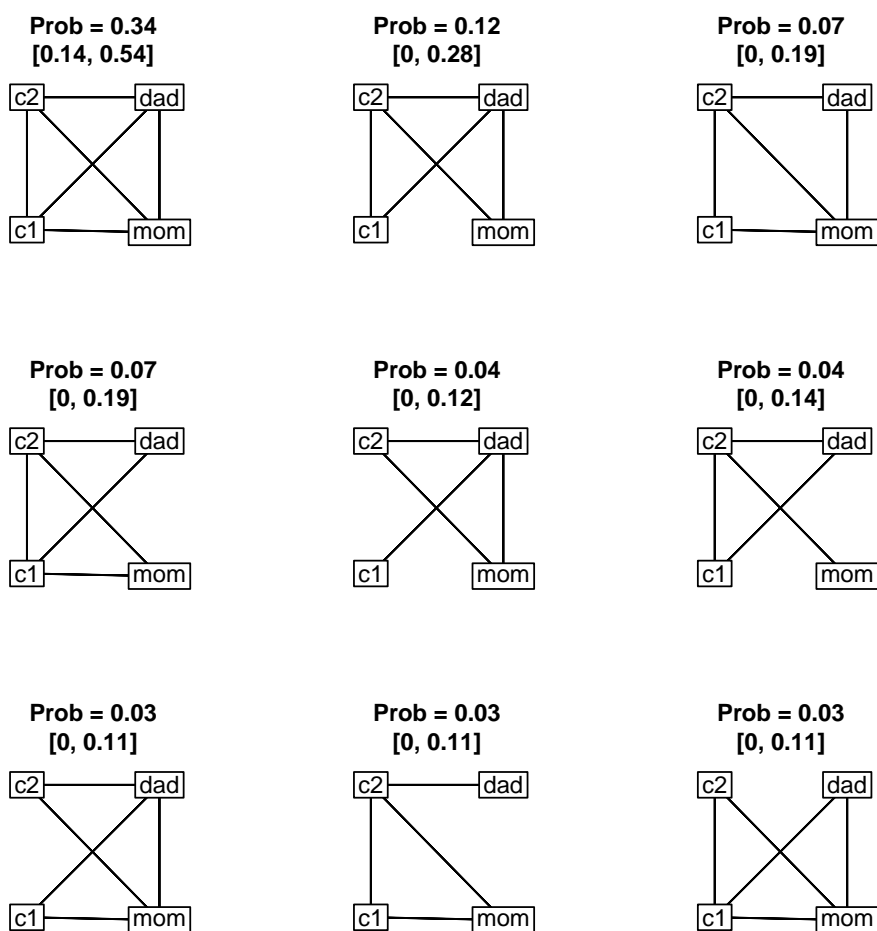 Prob = 0.34
[0.14, 0.54]
c2
dad
c1
mom
Prob = 0.12
[0, 0.28]
c2
dad
c1
mom
Prob = 0.07
[0, 0.19]
c2
dad
c1
mom
Prob = 0.07
[0, 0.19]
c2
dad
c1
mom
Prob = 0.04
[0, 0.12]
c2
dad
c1
mom
Prob = 0.04
[0, 0.14]
c2
dad
c1
mom
Prob = 0.03
[0, 0.11]
c2
dad
c1
mom
Prob = 0.03
[0, 0.11]
c2
dad
c1
mom
Prob = 0.03
[0, 0.11]
c2
dad
c1
mom